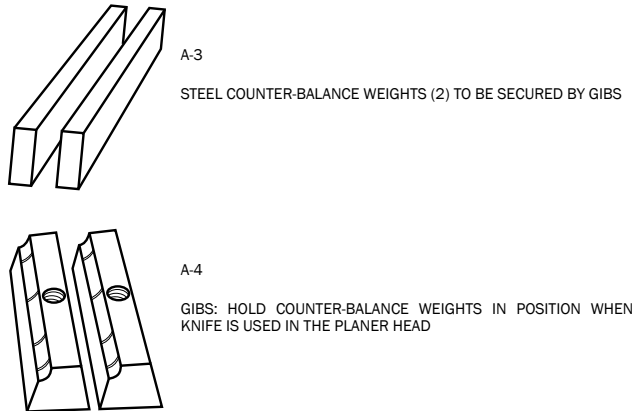 A-3
STEEL COUNTER-BALANCE WEIGHTS (2) TO BE SECURED BY GIBS
A-4
GIBS: HOLD COUNTER-BALANCE WEIGHTS IN POSITION WHEN
KNIFE IS USED IN THE PLANER HEAD